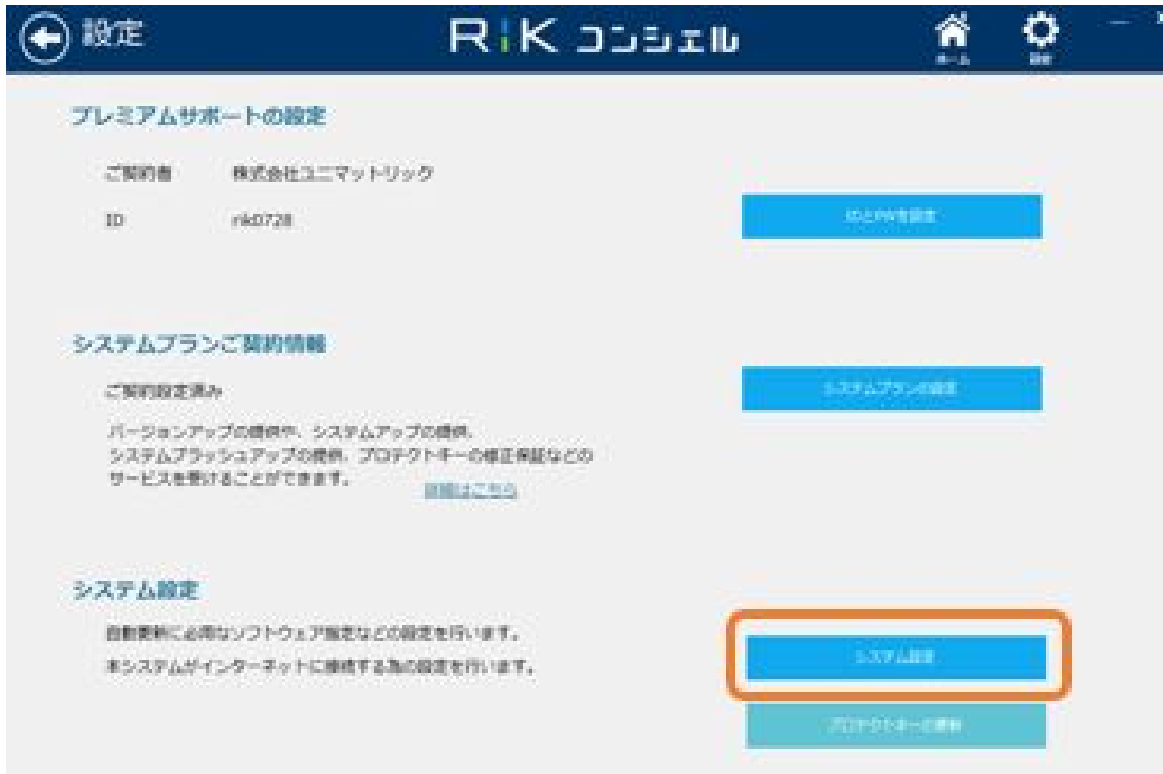 設定
RIK コンシェル
ホーム
設定
プレミアムサポートの設定
ご契約者 株式会社ユニマットリック
ID rik0728
IDとPWを設定
システムプランご契約情報
ご契約設定済み
システムプランの設定
バージョンアップの提供や、システムアップの提供、
システムブラッシュアップの提供、プロテクトキーの修正保証などの
サービスを受けることができます。
詳細はこちら
システム設定
自動更新に必要なソフトウェア指定などの設定を行います。
本システムがインターネットに接続する為の設定を行います。
システム設定
プロテクトキーの更新